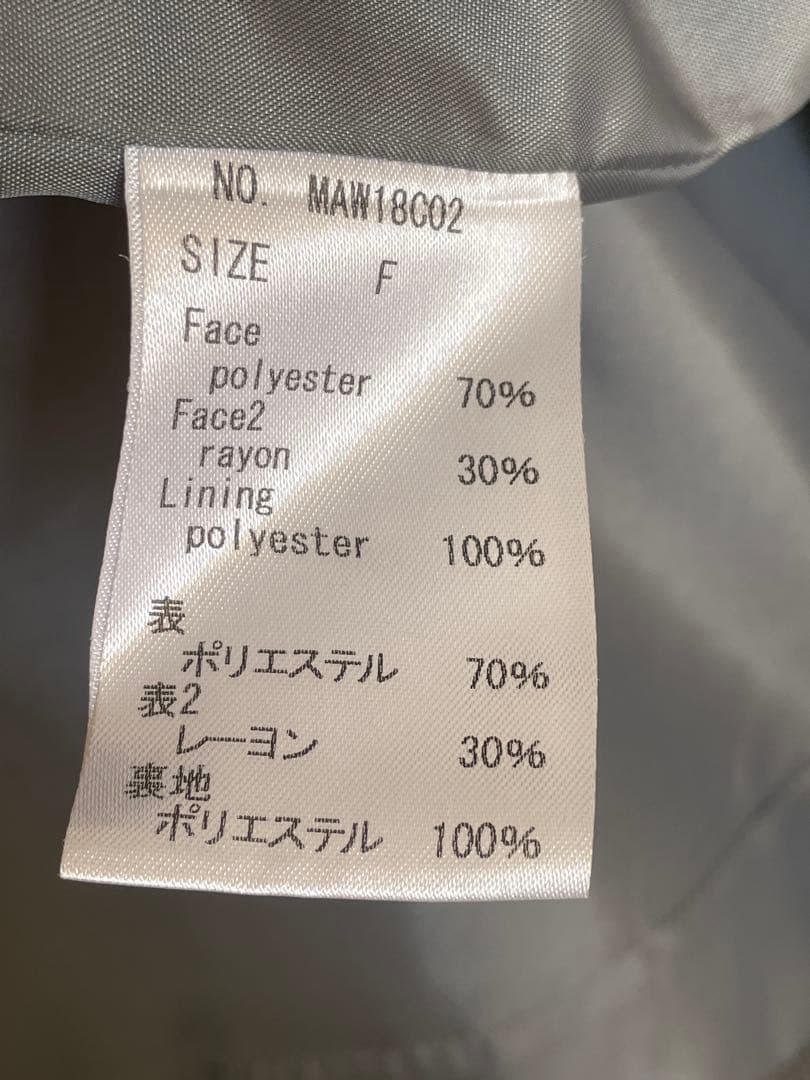 NO. MAW18C02
SIZE F
Face
polyester 70%
Face2
rayon 30%
Lining
polyester 100%
表
ポリエステル 70%
表2
レーヨン 30%
裏地
ポリエステル 100%